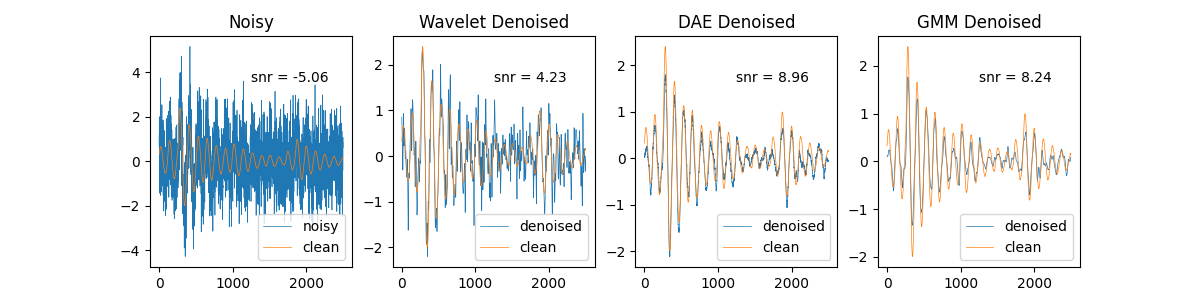 Noisy
4
2
0
−2
−4
0
1000
2000
snr = -5.06
noisy
clean
Wavelet Denoised
2
1
0
−1
−2
0
1000
2000
snr = 4.23
denoised
clean
DAE Denoised
2
1
0
−1
−2
0
1000
2000
snr = 8.96
denoised
clean
GMM Denoised
2
1
0
−1
−2
0
1000
2000
snr = 8.24
denoised
clean